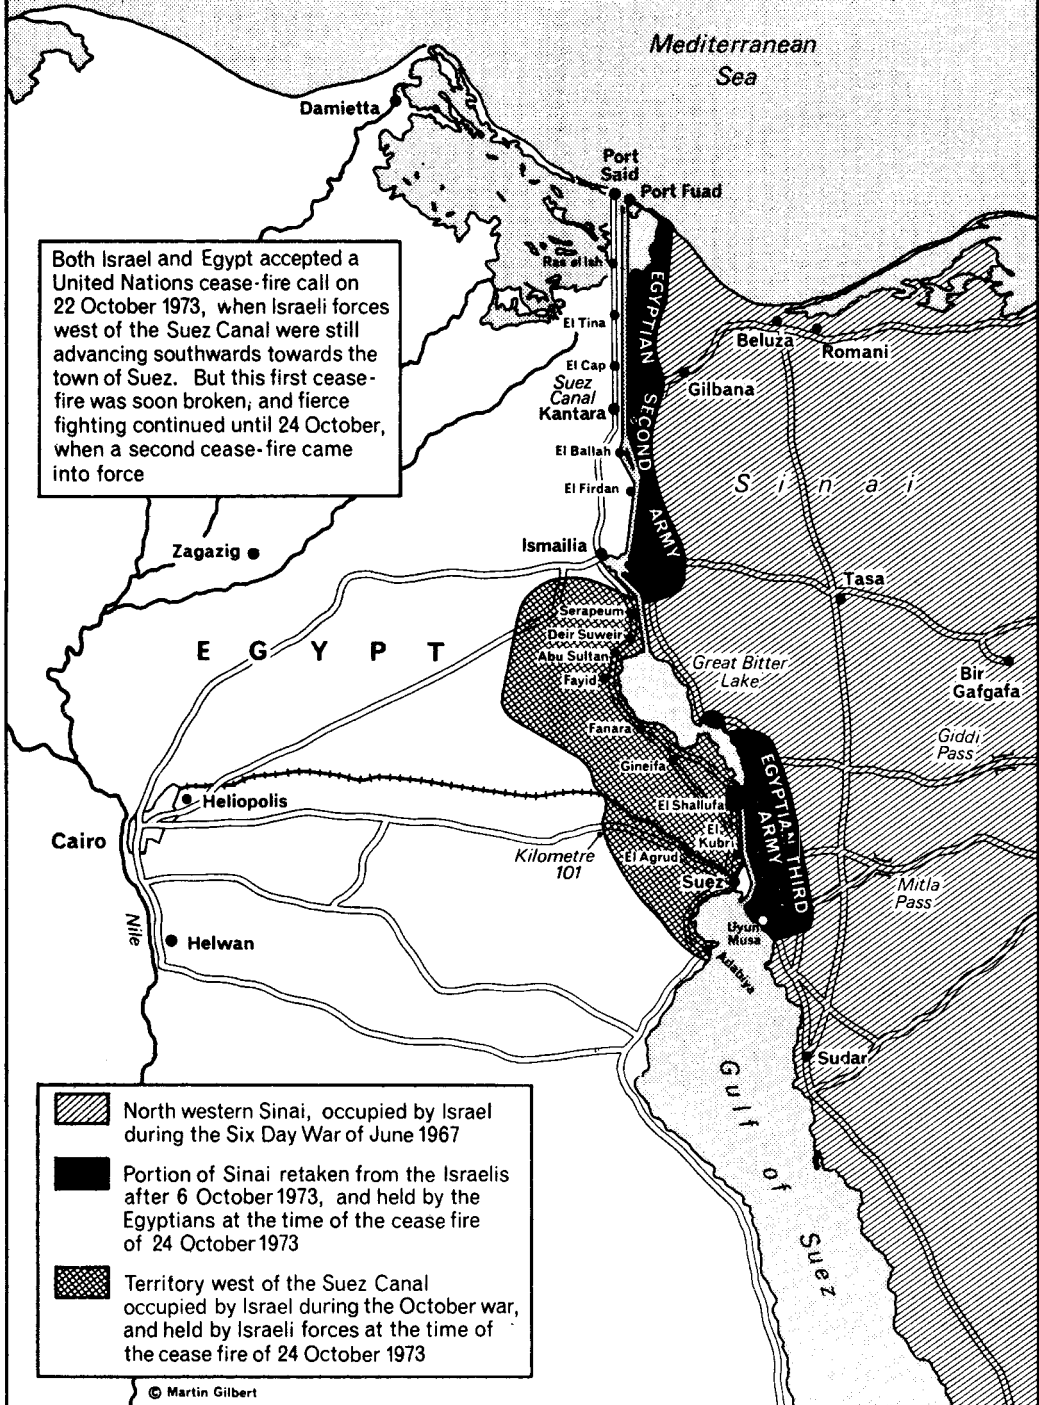 Mediterranean
Sea
Damietta
Port
Said
Port Fuad
Both Israel and Egypt accepted a
United Nations cease-fire call on
22 October 1973, when Israeli forces
west of the Suez Canal were still
advancing southwards towards the
town of Suez. But this first cease-
fire was soon broken, and fierce
fighting continued until 24 October,
when a second cease-fire came
into force
Ras el Ish
El Tina
El Cap
Suez
Canal
Kantara
El Ballah
El Firdan
EGYPTIAN SECOND ARMY
Beluza
Romani
Gilbana
Sinai
Zagazig
Ismailia
Tasa
Serapeum
Deir Suweir
Abu Sultan
Fayid
EGYPT
Great Bitter
Lake
Bir
Gafgafa
Fanara
Giddi
Pass
Gineifa
Heliopolis
El Shallufa
EGYPTIAN THIRD
ARMY
Cairo
El
Kubri
Kilometre
101
El Agrud
Suez
Mitla
Pass
Nile
Helwan
Uyun
Musa
Adabiya
Sudar
Gulf of Suez
North western Sinai, occupied by Israel
during the Six Day War of June 1967
Portion of Sinai retaken from the Israelis
after 6 October 1973, and held by the
Egyptians at the time of the cease fire
of 24 October 1973
Territory west of the Suez Canal
occupied by Israel during the October war,
and held by Israeli forces at the time of
the cease fire of 24 October 1973
© Martin Gilbert